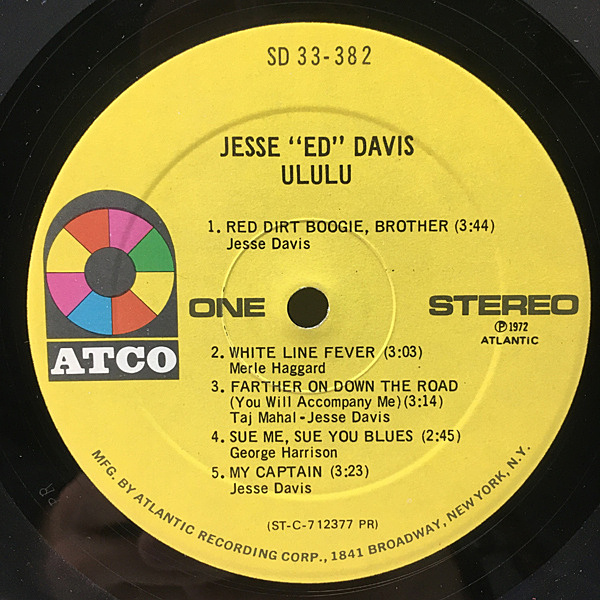 SD 33-382
JESSE "ED" DAVIS
ULULU
1. RED DIRT BOOGIE, BROTHER (3:44)
Jesse Davis
ATCO
ONE
STEREO
℗1972
ATLANTIC
2. WHITE LINE FEVER (3:03)
Merle Haggard
3. FARTHER ON DOWN THE ROAD
(You Will Accompany Me)(3:14)
Taj Mahal-Jesse Davis
4. SUE ME, SUE YOU BLUES (2:45)
George Harrison
5. MY CAPTAIN (3:23)
Jesse Davis
(ST-C-712377 PR)
MFG. BY ATLANTIC RECORDING CORP., 1841 BROADWAY, NEW YORK, N.Y.